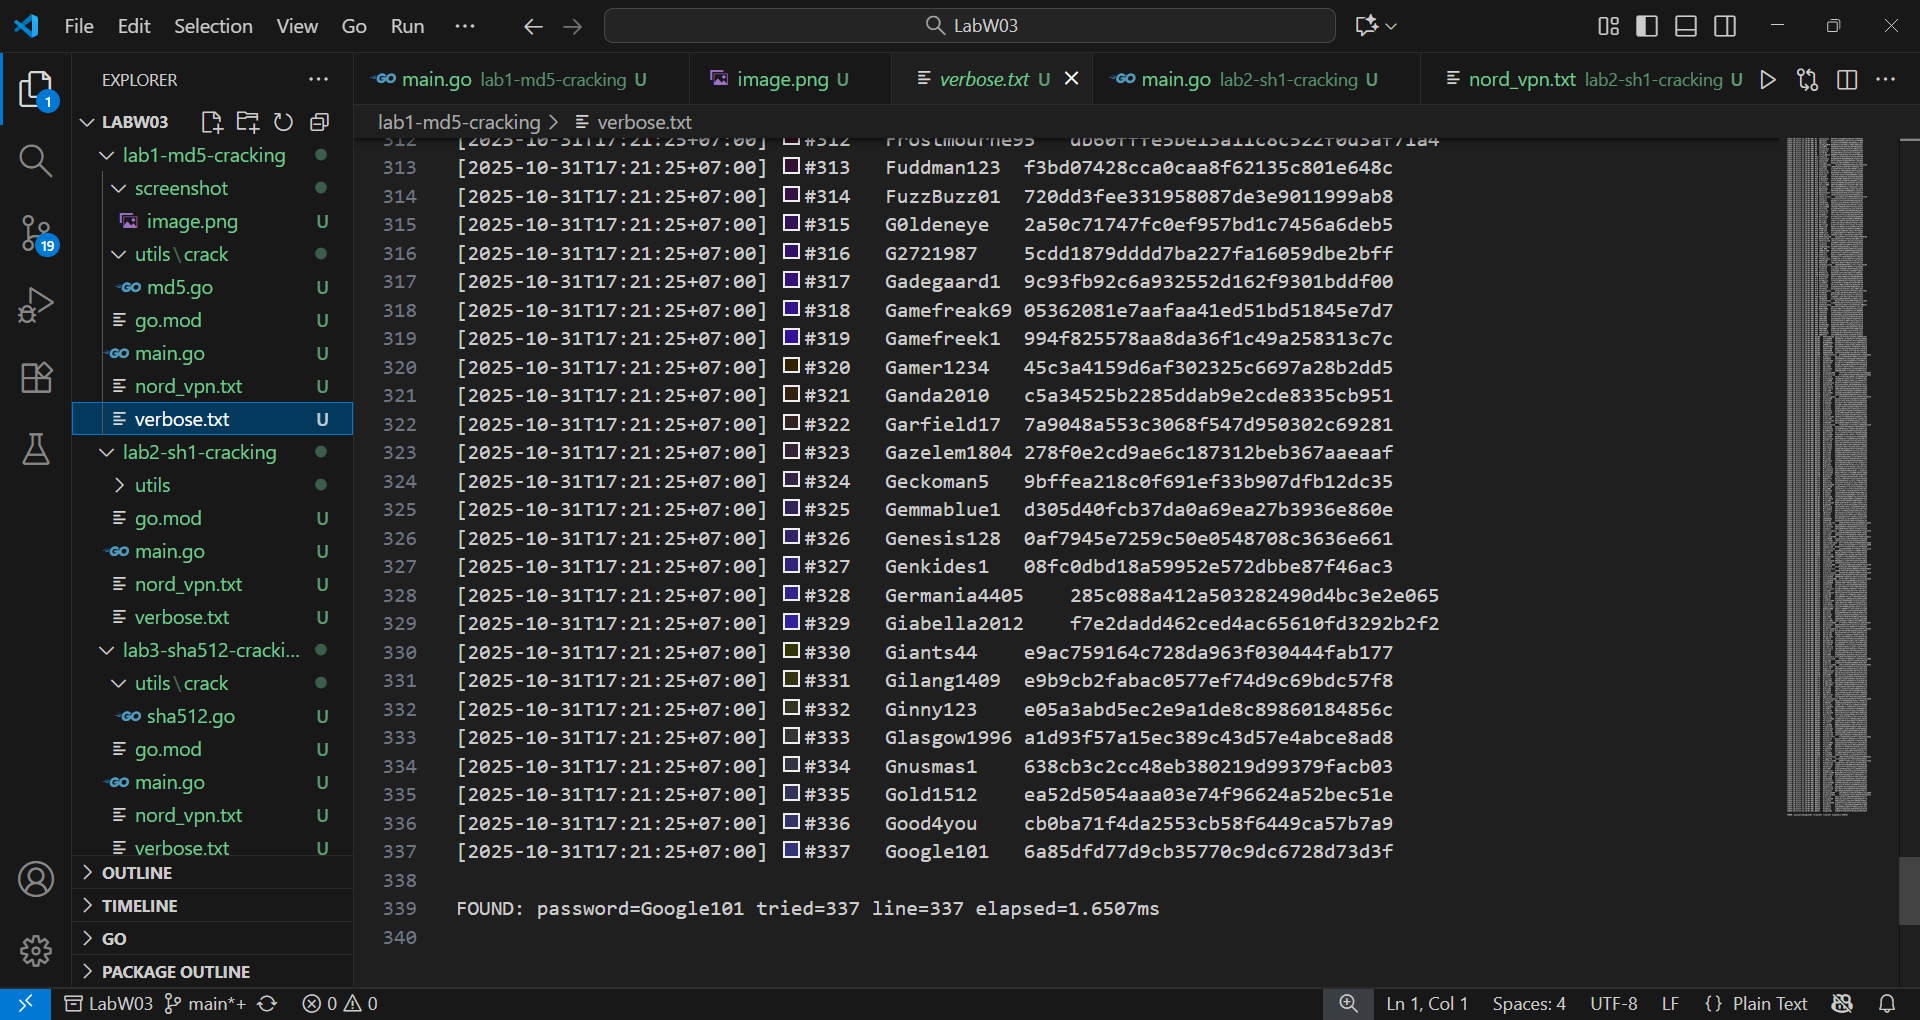 File Edit Selection View Go Run ··· LabW03
EXPLORER ···
LABW03
lab1-md5-cracking
screenshot
image.png U
utils\crack
md5.go U
go.mod U
main.go U
nord_vpn.txt U
verbose.txt U
lab2-sh1-cracking
utils
go.mod U
main.go U
nord_vpn.txt U
verbose.txt U
lab3-sha512-cracki...
utils\crack
sha512.go U
go.mod U
main.go U
nord_vpn.txt U
verbose.txt U
OUTLINE
TIMELINE
GO
PACKAGE OUTLINE
main.go lab1-md5-cracking U image.png U verbose.txt U main.go lab2-sh1-cracking U nord_vpn.txt lab2-sh1-cracking U
lab1-md5-cracking > verbose.txt
312 [2025-10-31T17:21:25+07:00] #312 Frostmourne95 db60fffe5be13a11c8c522f0d3af71a4
313 [2025-10-31T17:21:25+07:00] #313 Fuddman123 f3bd07428cca0caa8f62135c801e648c
314 [2025-10-31T17:21:25+07:00] #314 FuzzBuzz01 720dd3fee331958087de3e9011999ab8
315 [2025-10-31T17:21:25+07:00] #315 G0ldeneye 2a50c71747fc0ef957bd1c7456a6deb5
316 [2025-10-31T17:21:25+07:00] #316 G2721987 5cdd1879dddd7ba227fa16059dbe2bff
317 [2025-10-31T17:21:25+07:00] #317 Gadegaard1 9c93fb92c6a932552d162f9301bddf00
318 [2025-10-31T17:21:25+07:00] #318 Gamefreak69 05362081e7aafaa41ed51bd51845e7d7
319 [2025-10-31T17:21:25+07:00] #319 Gamefreek1 994f825578aa8da36f1c49a258313c7c
320 [2025-10-31T17:21:25+07:00] #320 Gamer1234 45c3a4159d6af302325c6697a28b2dd5
321 [2025-10-31T17:21:25+07:00] #321 Ganda2010 c5a34525b2285ddab9e2cde8335cb951
322 [2025-10-31T17:21:25+07:00] #322 Garfield17 7a9048a553c3068f547d950302c69281
323 [2025-10-31T17:21:25+07:00] #323 Gazelem1804 278f0e2cd9ae6c187312beb367aaeaaf
324 [2025-10-31T17:21:25+07:00] #324 Geckoman5 9bffea218c0f691ef33b907dfb12dc35
325 [2025-10-31T17:21:25+07:00] #325 Gemmablue1 d305d40fcb37da0a69ea27b3936e860e
326 [2025-10-31T17:21:25+07:00] #326 Genesis128 0af7945e7259c50e0548708c3636e661
327 [2025-10-31T17:21:25+07:00] #327 Genkides1 08fc0dbd18a59952e572dbbe87f46ac3
328 [2025-10-31T17:21:25+07:00] #328 Germania4405 285c088a412a503282490d4bc3e2e065
329 [2025-10-31T17:21:25+07:00] #329 Giabella2012 f7e2dadd462ced4ac65610fd3292b2f2
330 [2025-10-31T17:21:25+07:00] #330 Giants44 e9ac759164c728da963f030444fab177
331 [2025-10-31T17:21:25+07:00] #331 Gilang1409 e9b9cb2fabac0577ef74d9c69bdc57f8
332 [2025-10-31T17:21:25+07:00] #332 Ginny123 e05a3abd5ec2e9a1de8c89860184856c
333 [2025-10-31T17:21:25+07:00] #333 Glasgow1996 a1d93f57a15ec389c43d57e4abce8ad8
334 [2025-10-31T17:21:25+07:00] #334 Gnusmas1 638cb3c2cc48eb380219d99379facb03
335 [2025-10-31T17:21:25+07:00] #335 Gold1512 ea52d5054aaa03e74f96624a52bec51e
336 [2025-10-31T17:21:25+07:00] #336 Good4you cb0ba71f4da2553cb58f6449ca57b7a9
337 [2025-10-31T17:21:25+07:00] #337 Google101 6a85dfd77d9cb35770c9dc6728d73d3f
338
339 FOUND: password=Google101 tried=337 line=337 elapsed=1.6507ms
340
1
19
LabW03 main*+ 0 0 Ln 1, Col 1 Spaces: 4 UTF-8 LF {} Plain Text